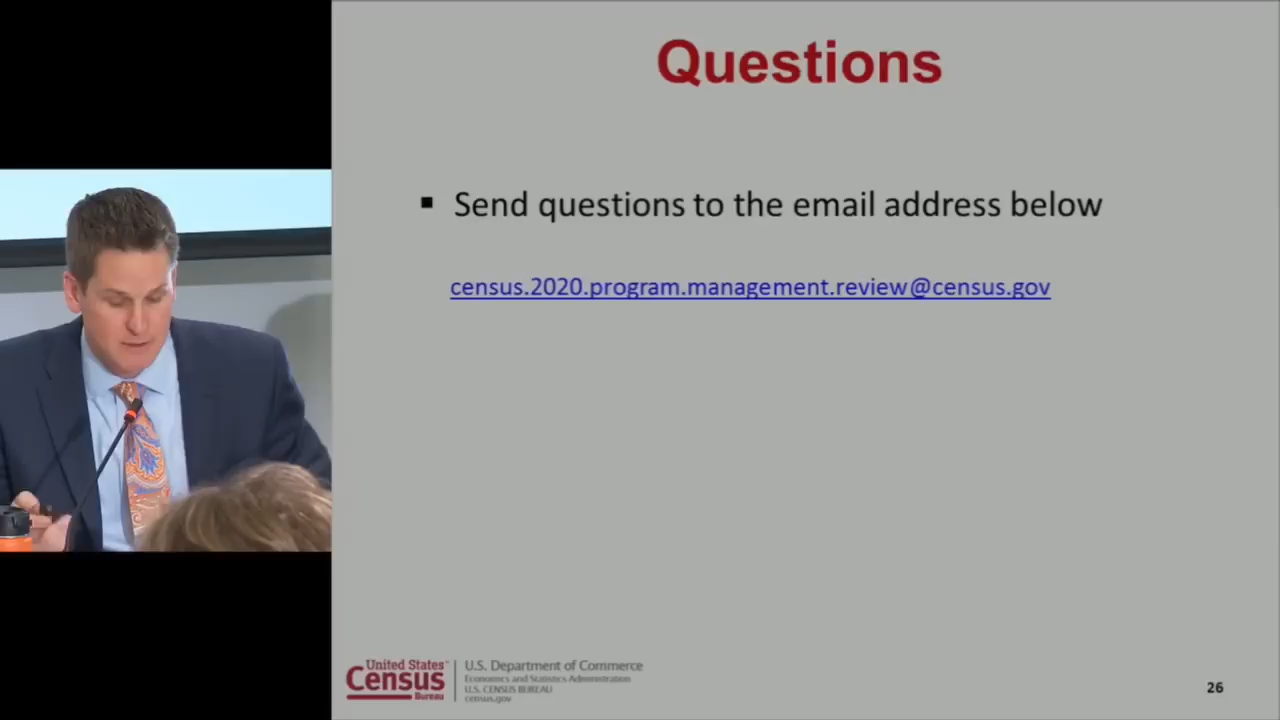 Questions
▪ Send questions to the email address below
census.2020.program.management.review@census.gov
United States
Census
Bureau
U.S. Department of Commerce
Economics and Statistics Administration
U.S. CENSUS BUREAU
census.gov
26